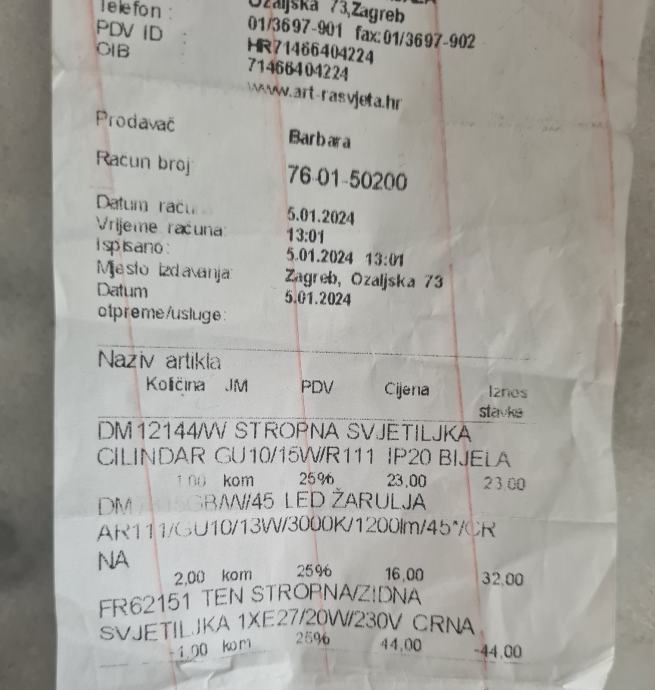 Telefon :
Ozaljska 73,Zagreb
01/3697-901 fax:01/3697-902
PDV ID : HR71466404224
OIB 71466404224
www.art-rasvjeta.hr
Prodavač Barbara
Račun broj 76-01-50200
Datum raču 5.01.2024
Vrijeme računa: 13:01
Ispisano: 5.01.2024 13:01
Mjesto izdavanja: Zagreb, Ozaljska 73
Datum 5.01.2024
otpreme/usluge:
Naziv artikla
Količina JM PDV Cijena Iznos
stavke
DM12144/W STROPNA SVJETILJKA
CILINDAR GU10/15W/R111 IP20 BIJELA
1,00 kom 25% 23,00 23,00
LED ŽARULJA
AR111/GU10/13W/3000K/1200lm/45°/CR
NA
2,00 kom 25% 16,00 32,00
FR62151 TEN STROPNA/ZIDNA
SVJETILJKA 1XE27/20W/230V CRNA
-1,00 kom 25% 44,00 -44,00